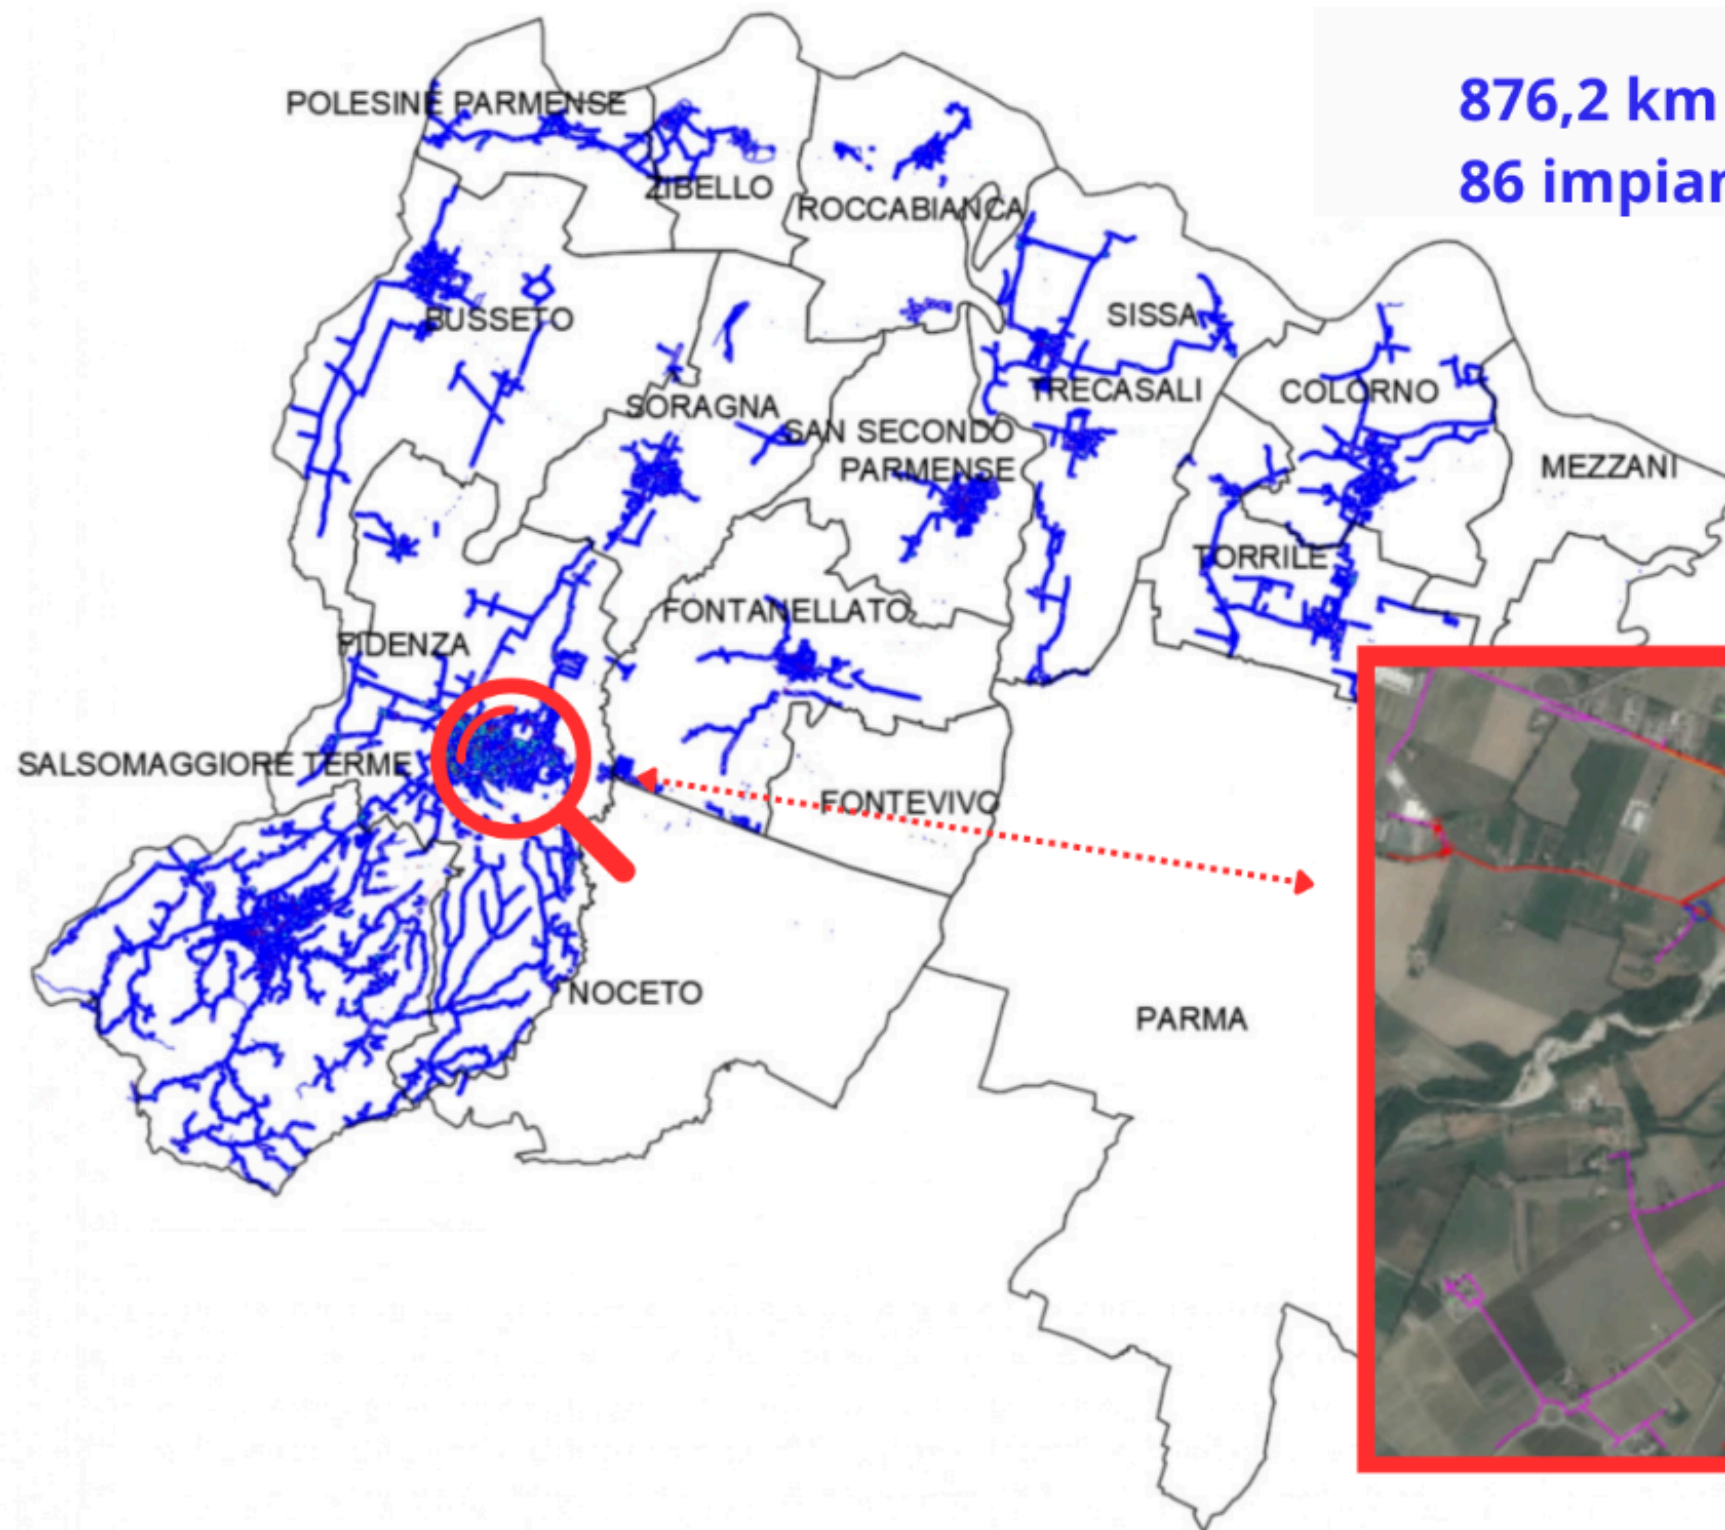 876,2 km
86 impian
POLESINE PARMENSE
ZIBELLO
ROCCABIANCA
BUSSETO
SISSA
TRECASALI
COLORNO
SORAGNA
SAN SECONDO
PARMENSE
MEZZANI
TORRILE
FONTANELLATO
FIDENZA
SALSOMAGGIORE TERME
FONTEVIVO
NOCETO
PARMA